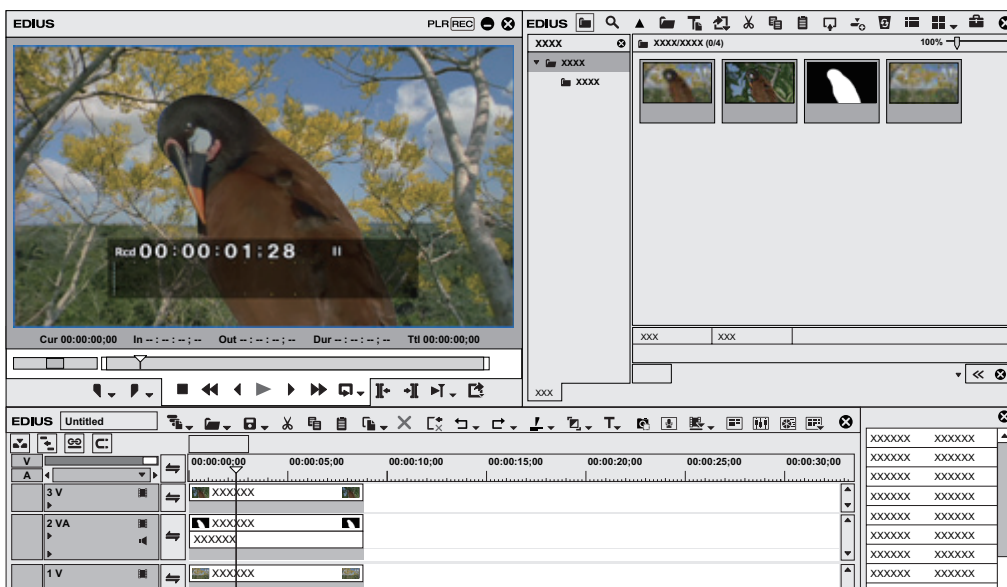 EDIUS
PLR REC
Rcd 00:00:01:28
Cur 00:00:00;00 In -- : -- : -- ; -- Out -- : -- : -- ; -- Dur -- : -- : -- ; -- Ttl 00:00:00;00
EDIUS
XXXX
XXXX/XXXX (0/4)
100%
XXXX
XXXX
XXX XXX
XXX
EDIUS Untitled
V
A
00:00:00;00 00:00:05;00 00:00:10;00 00:00:15;00 00:00:20;00 00:00:25;00 00:00:30;00
3 V
XXXXXX
2 VA
XXXXXX
XXXXXX
1 V
XXXXXX
XXXXXX XXXXXX
XXXXXX XXXXXX
XXXXXX XXXXXX
XXXXXX XXXXXX
XXXXXX XXXXXX
XXXXXX XXXXXX
XXXXXX XXXXXX
XXXXXX XXXXXX